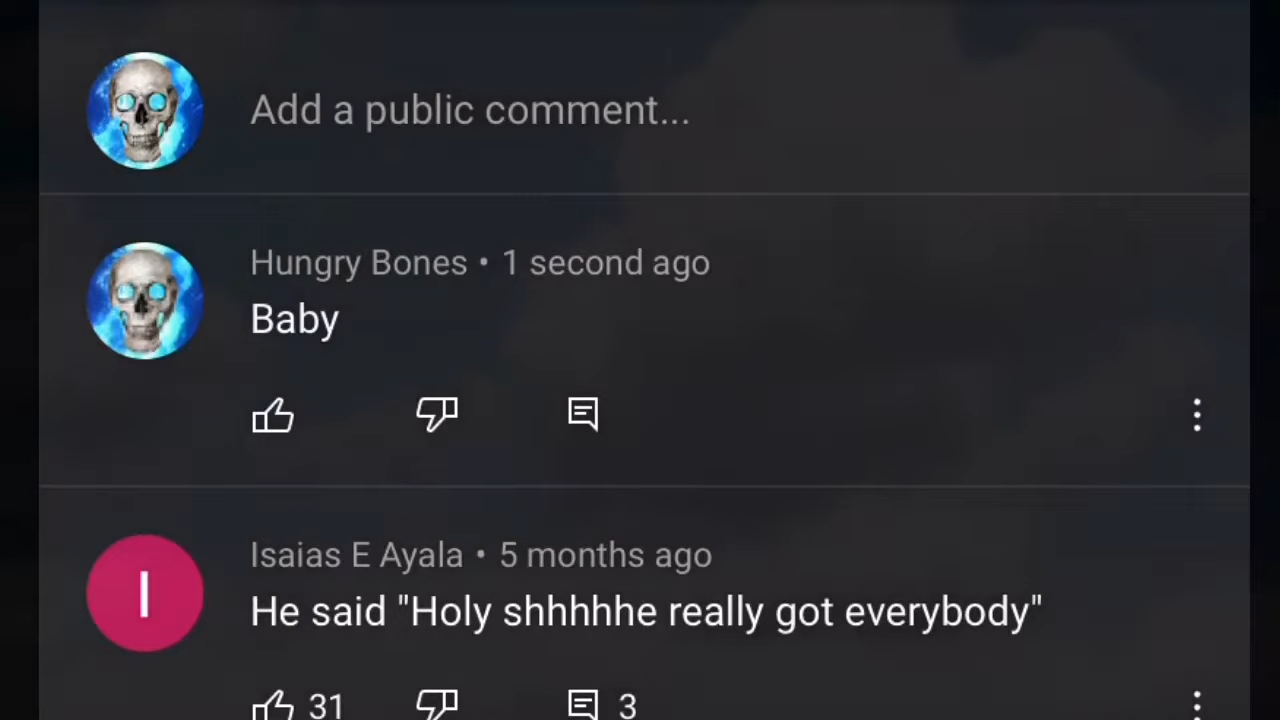 Add a public comment...
Hungry Bones • 1 second ago
Baby
I
Isaias E Ayala • 5 months ago
He said "Holy shhhhhe really got everybody"
31 3